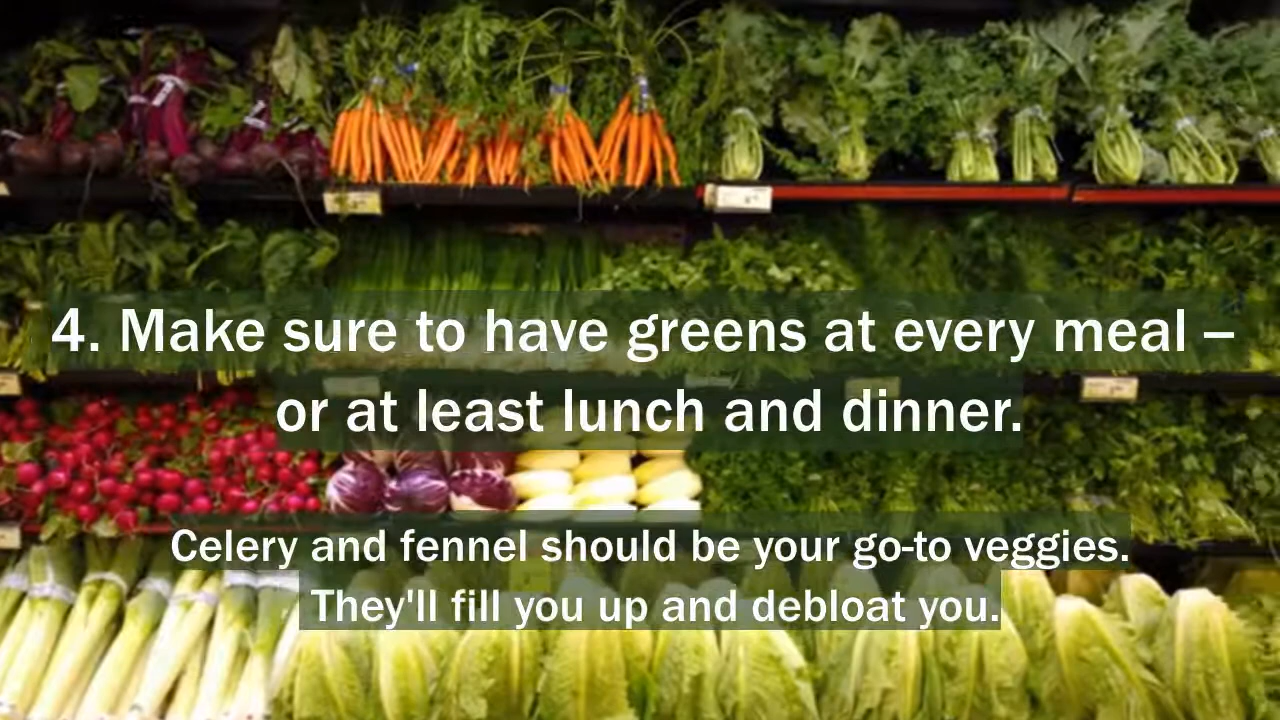 4. Make sure to have greens at every meal –
or at least lunch and dinner.
Celery and fennel should be your go-to veggies.
They'll fill you up and debloat you.